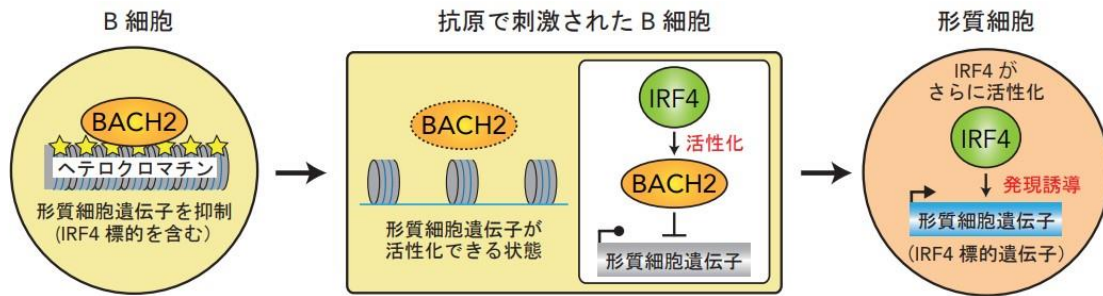 B 細胞
BACH2
ヘテロクロマチン
形質細胞遺伝子を抑制
(IRF4 標的を含む)
抗原で刺激された B 細胞
BACH2
形質細胞遺伝子が
活性化できる状態
IRF4
活性化
BACH2
形質細胞遺伝子
形質細胞
IRF4 が
さらに活性化
IRF4
発現誘導
形質細胞遺伝子
(IRF4 標的遺伝子)